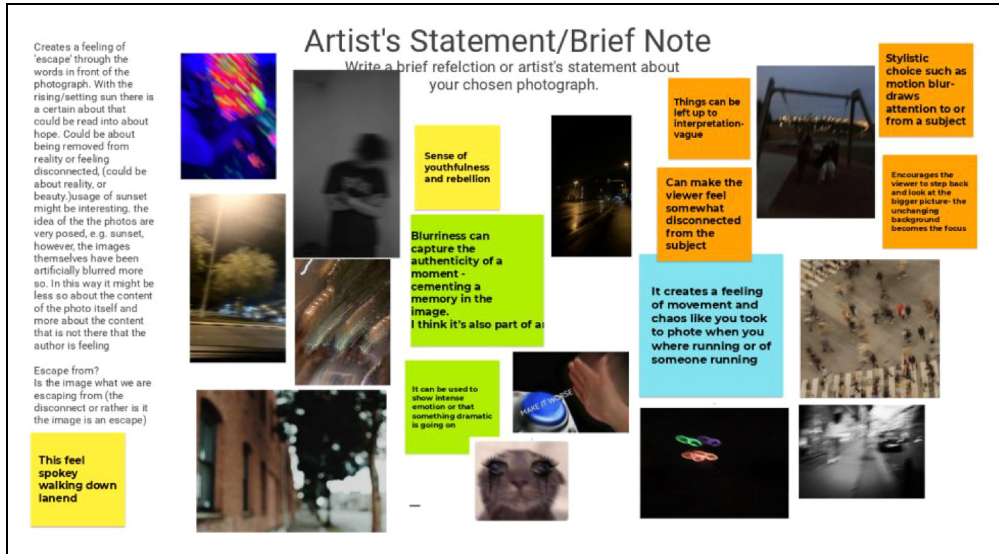 Artist's Statement/Brief Note
Write a brief refelction or artist's statement about
your chosen photograph.
Creates a feeling of
'escape' through the
words in front of the
photograph. With the
rising/setting sun there is
a certain about that
could be read into about
hope. Could be about
being removed from
reality or feeling
disconnected, (could be
about reality, or
beauty.)usage of sunset
might be interesting. the
idea of the the photos are
very posed, e.g. sunset,
however, the images
themselves have been
artificially blurred more
so. In this way it might be
less so about the content
of the photo itself and
more about the content
that is not there that the
author is feeling
Escape from?
Is the image what we are
escaping from (the
disconnect or rather is it
the image is an escape)
This feel
spokey
walking down
lanend
Sense of
youthfulness
and rebellion
Blurriness can
capture the
authenticity of a
moment -
cementing a
memory in the
image.
I think it's also part of
It can be used to
show intense
emotion or that
something dramatic
is going on
MAKE IT WORSE
Things can be
left up to
interpretation-
vague
Can make the
viewer feel
somewhat
disconnected
from the
subject
It creates a feeling
of movement and
chaos like you took
to phote when you
where running or of
someone running
Stylistic
choice such as
motion blur-
draws
attention to or
from a subject
Encourages the
viewer to step back
and look at the
bigger picture- the
unchanging
background
becomes the focus